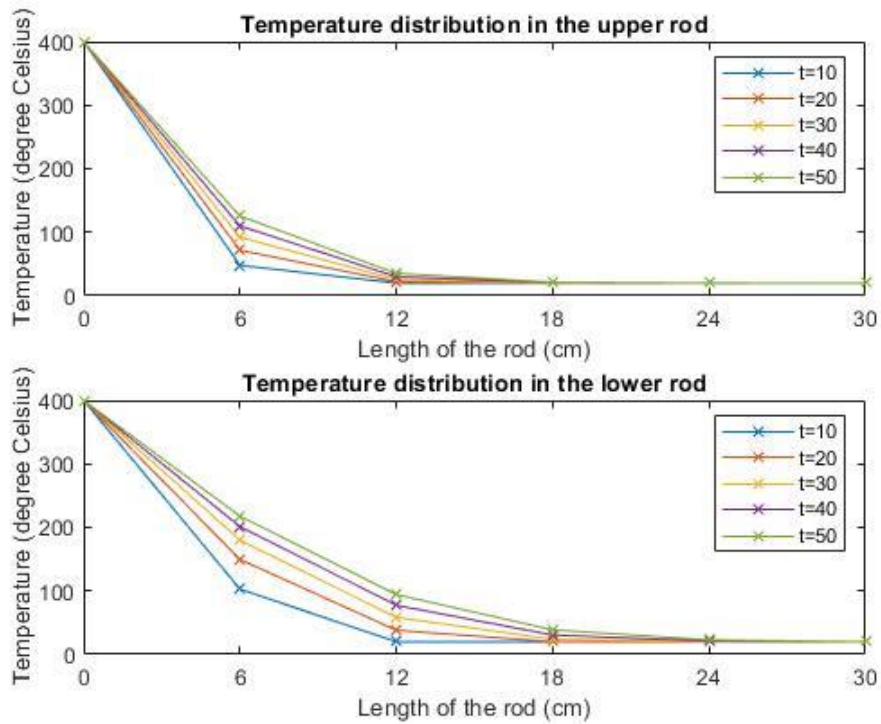 Temperature distribution in the upper rod
Temperature (degree Celsius)
400
300
200
100
0
t=10
t=20
t=30
t=40
t=50
0 6 12 18 24 30
Length of the rod (cm)
Temperature distribution in the lower rod
Temperature (degree Celsius)
400
300
200
100
0
t=10
t=20
t=30
t=40
t=50
0 6 12 18 24 30
Length of the rod (cm)